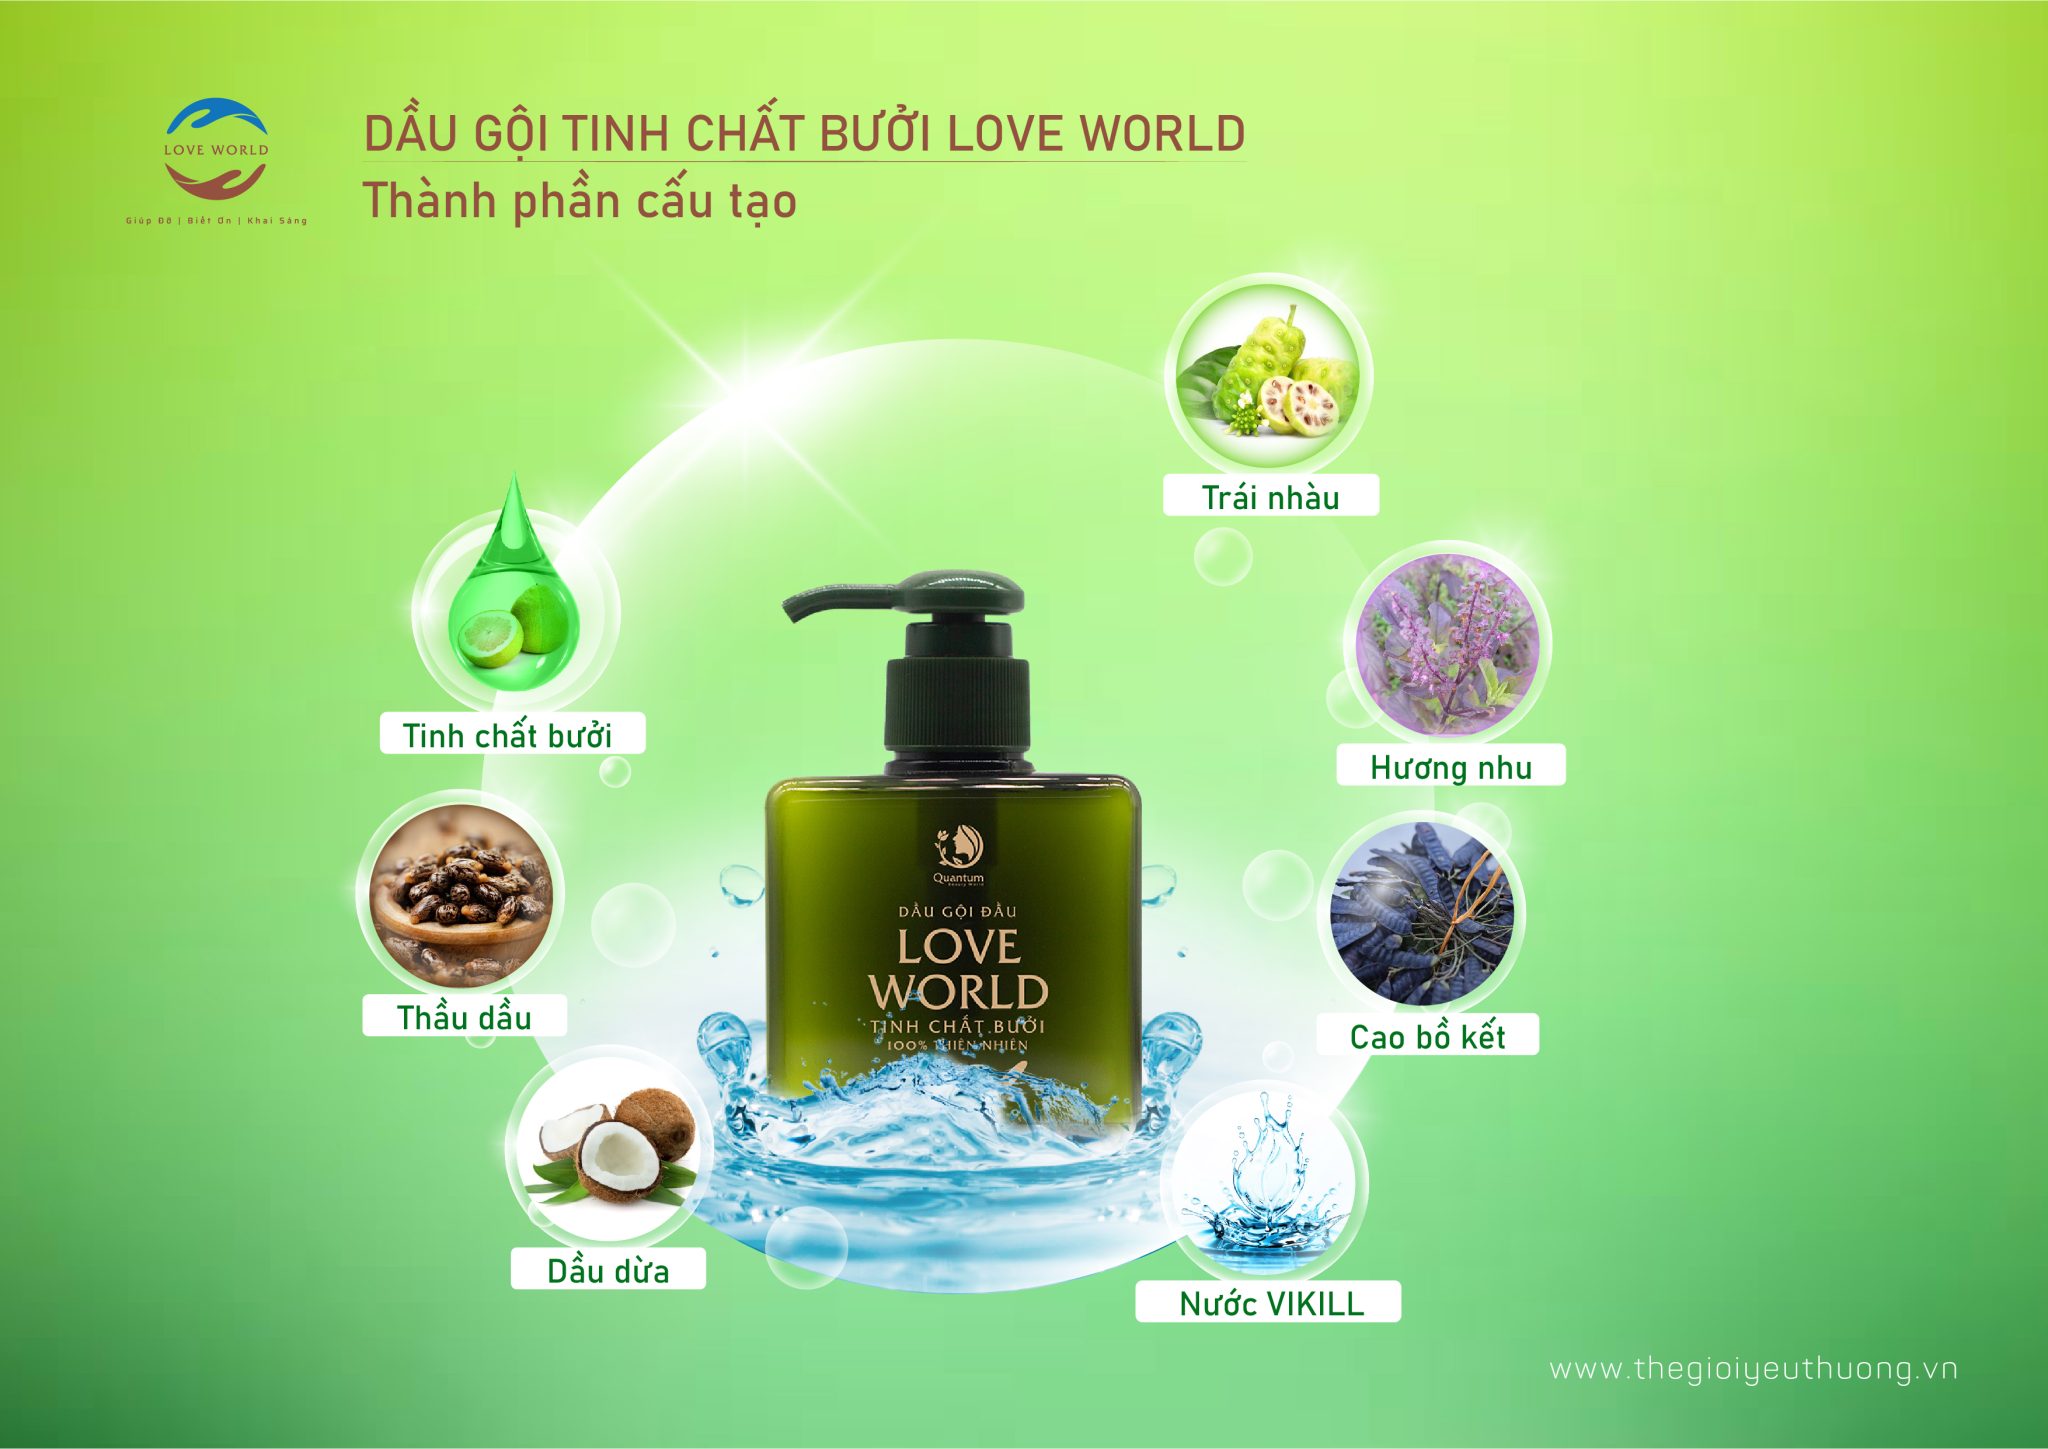 LOVE WORLD
Giúp Đỡ | Biết Ơn | Khai Sáng
DẦU GỘI TINH CHẤT BƯỞI LOVE WORLD
Thành phần cấu tạo
Trái nhàu
Tinh chất bưởi
Hương nhu
Thầu dầu
Cao bồ kết
Dầu dừa
Nước VIKILL
Quantum
Beauty World
DẦU GỘI ĐẦU
LOVE
WORLD
TINH CHẤT BƯỞI
100% THIÊN NHIÊN
www.thegioiyeuthuong.vn